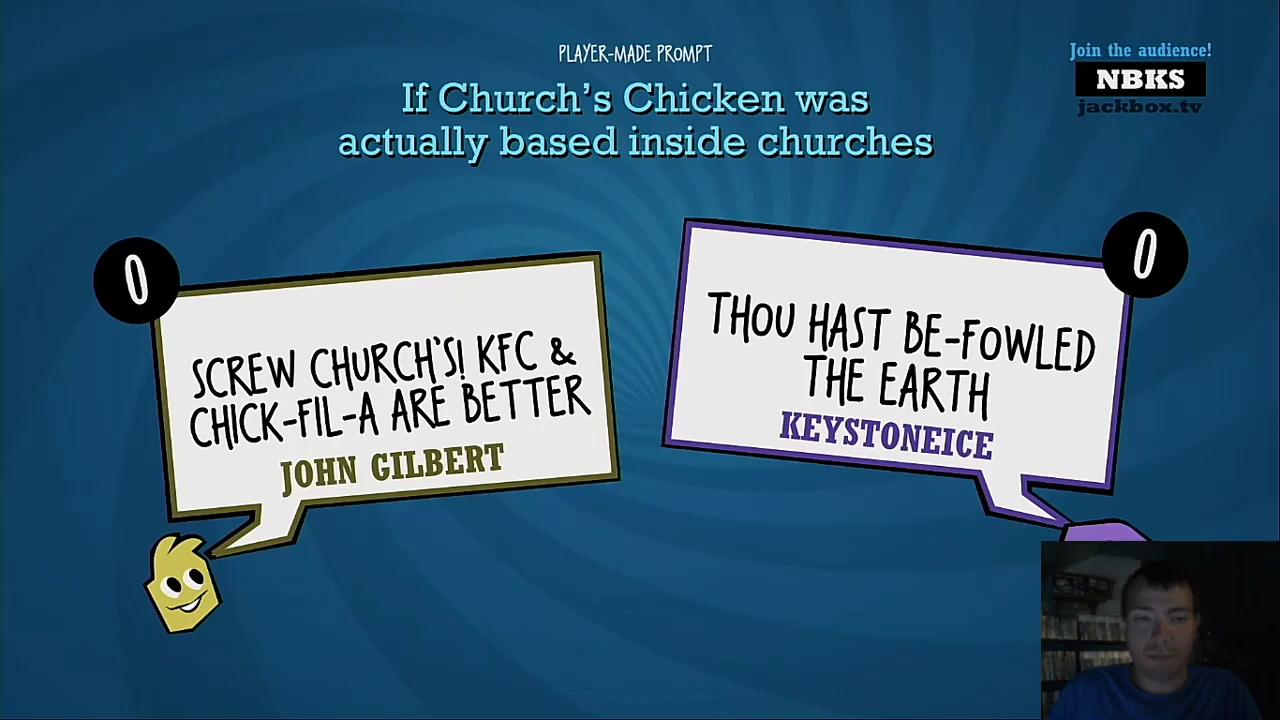 PLAYER-MADE PROMPT
If Church's Chicken was
actually based inside churches
Join the audience!
NBKS
jackbox.tv
0
SCREW CHURCH'S! KFC &
CHICK-FIL-A ARE BETTER
JOHN GILBERT
0
THOU HAST BE-FOWLED
THE EARTH
KEYSTONEICE